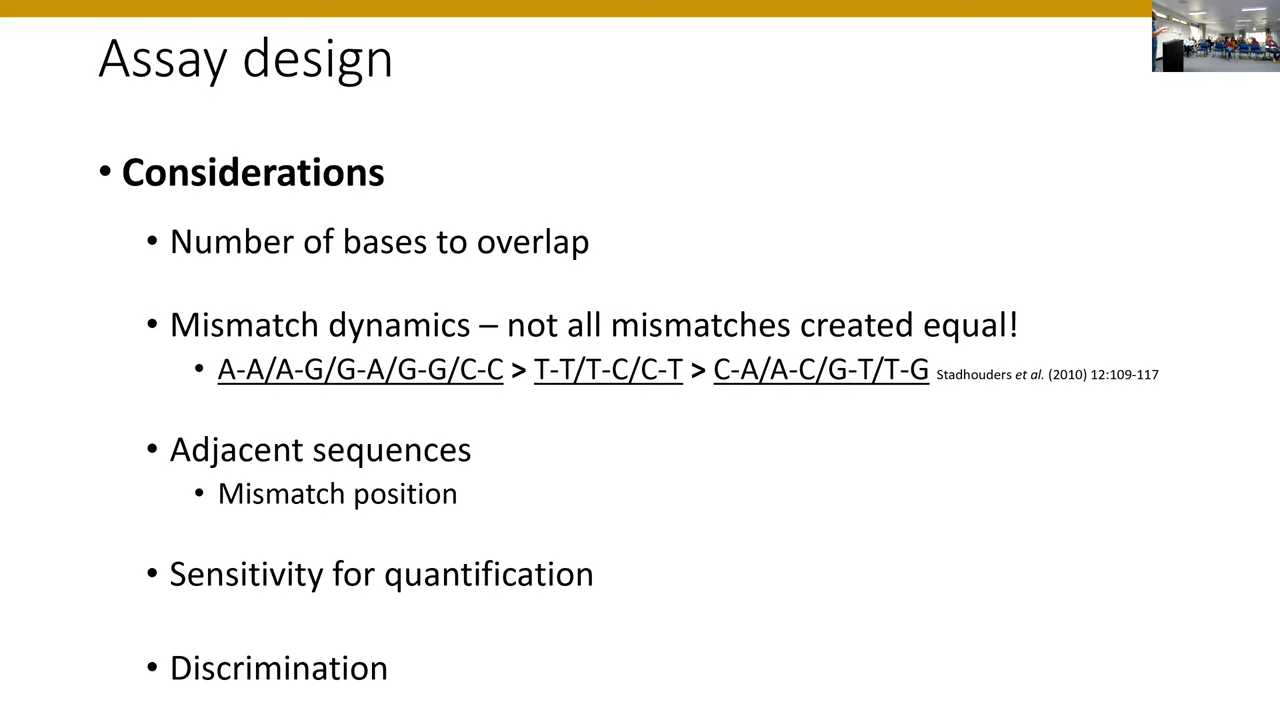 Assay design
• Considerations
• Number of bases to overlap
• Mismatch dynamics – not all mismatches created equal!
• A-A/A-G/G-A/G-G/C-C > T-T/T-C/C-T > C-A/A-C/G-T/T-G Stadhouders et al. (2010) 12:109-117
• Adjacent sequences
• Mismatch position
• Sensitivity for quantification
• Discrimination